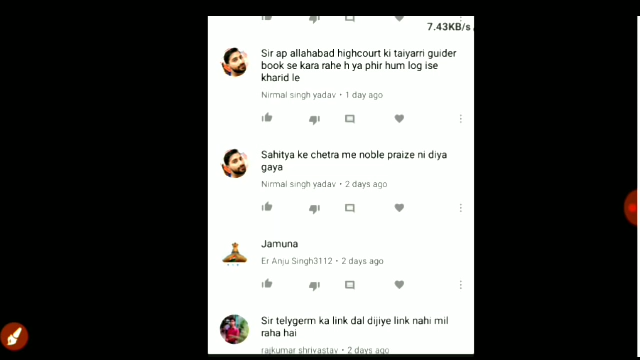 7.43KB/s
Sir ap allahabad highcourt ki taiyarri guider
book se kara rahe h ya phir hum log ise
kharid le
Nirmal singh yadav • 1 day ago
Sahitya ke chetra me noble praize ni diya
gaya
Nirmal singh yadav • 2 days ago
Jamuna
Er Anju Singh3112 • 2 days ago
Sir telygerm ka link dal dijiye link nahi mil
raha hai
rajkumar shrivastav • 2 days ago